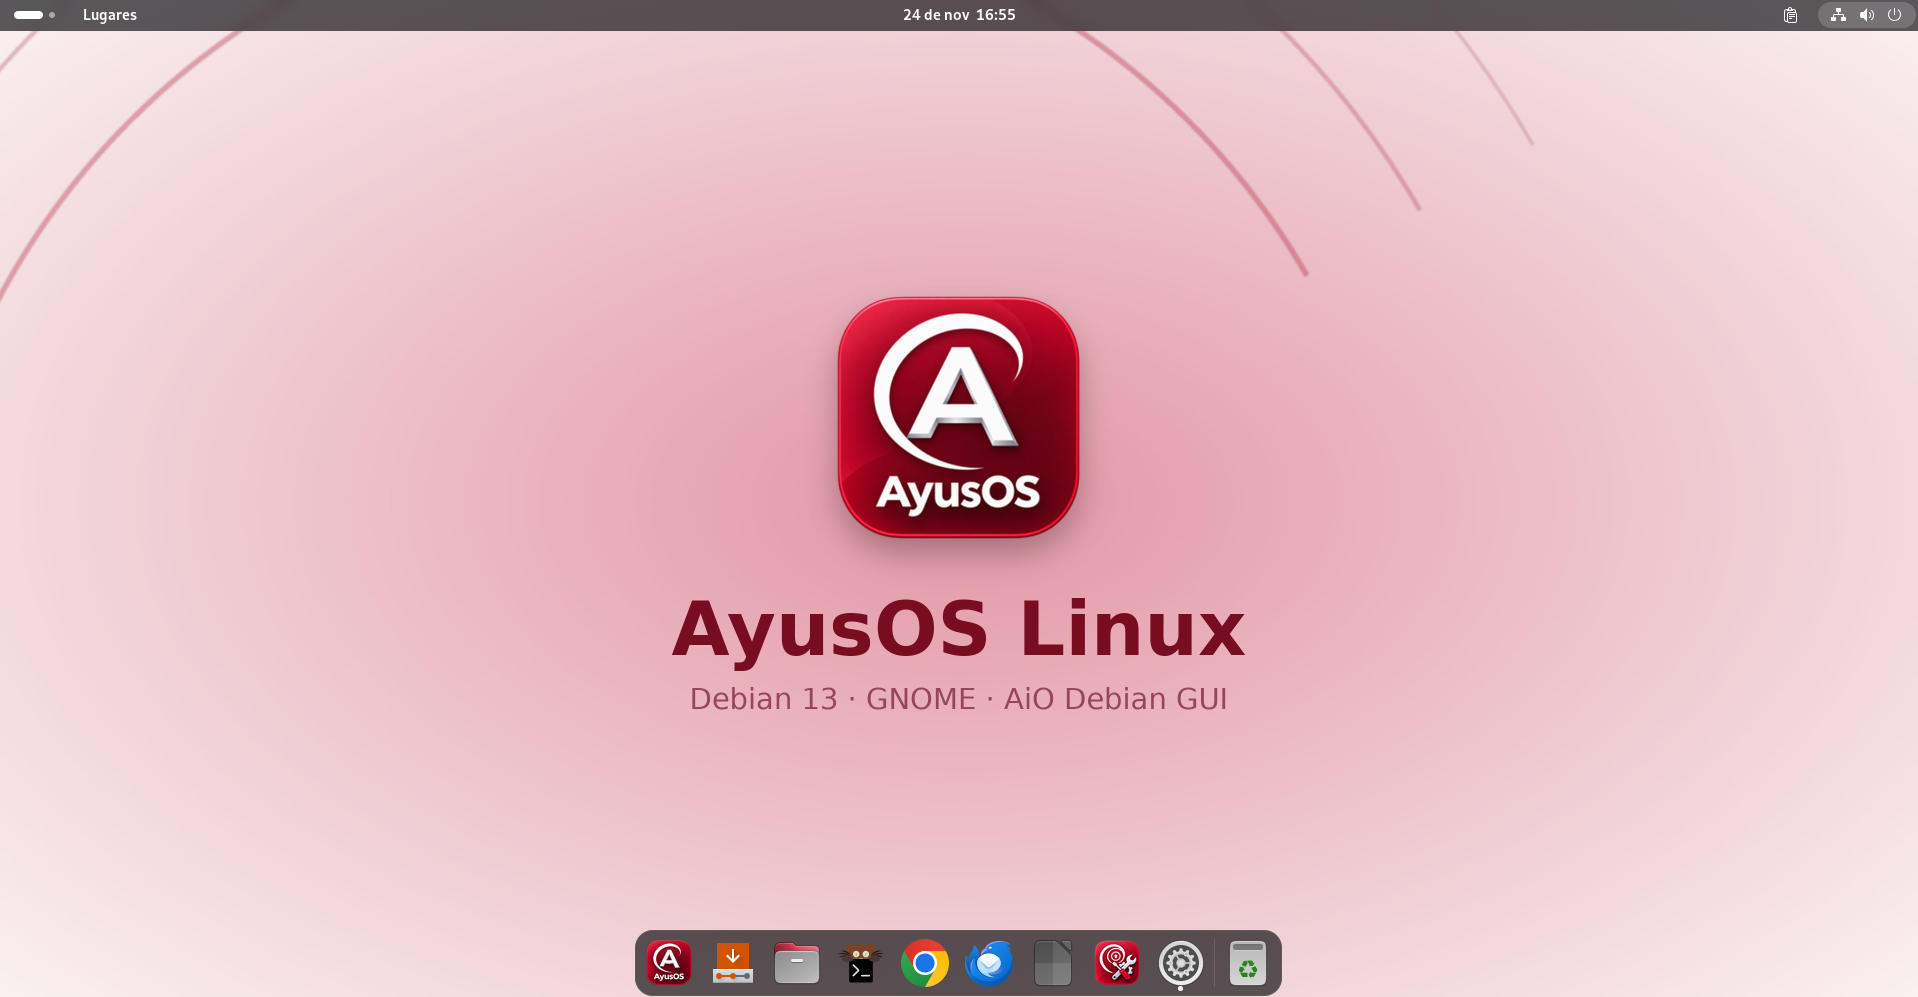 Lugares
24 de nov 16:55
A
AyusOS
AyusOS Linux
Debian 13 · GNOME · AiO Debian GUI
A
AyusOS
>_